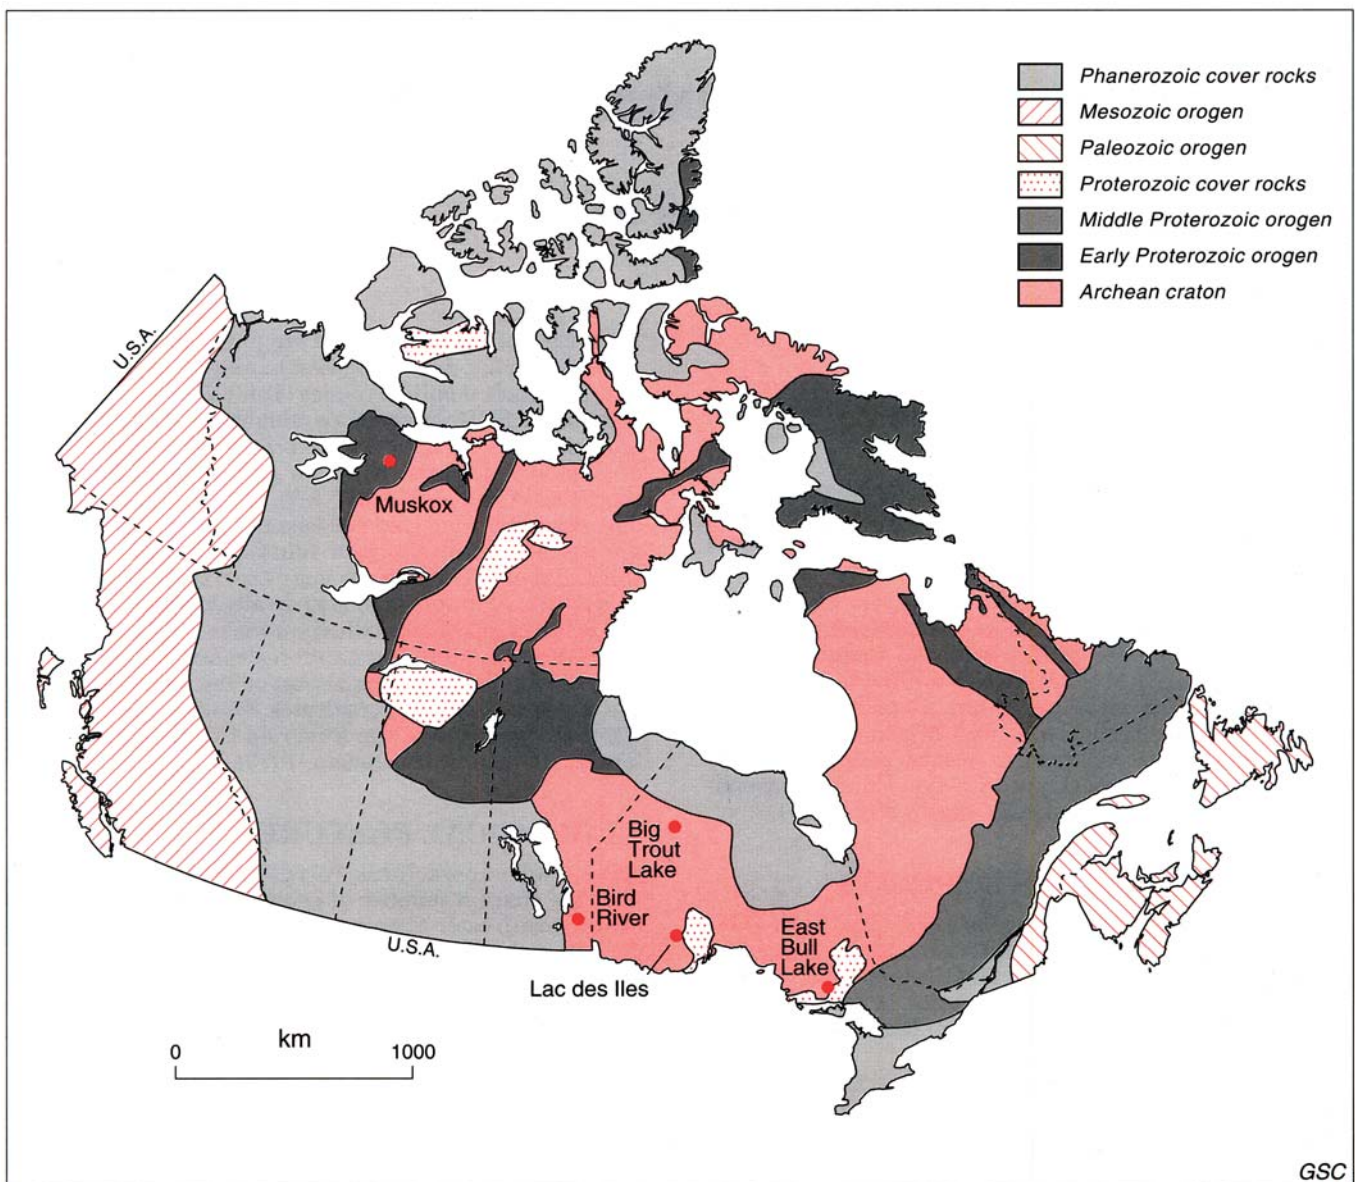 Phanerozoic cover rocks
Mesozoic orogen
Paleozoic orogen
Proterozoic cover rocks
Middle Proterozoic orogen
Early Proterozoic orogen
Archean craton
U.S.A.
Muskox
Big
Trout
Lake
Bird
River
East
Bull
Lake
U.S.A.
Lac des Iles
km
0 1000
GSC